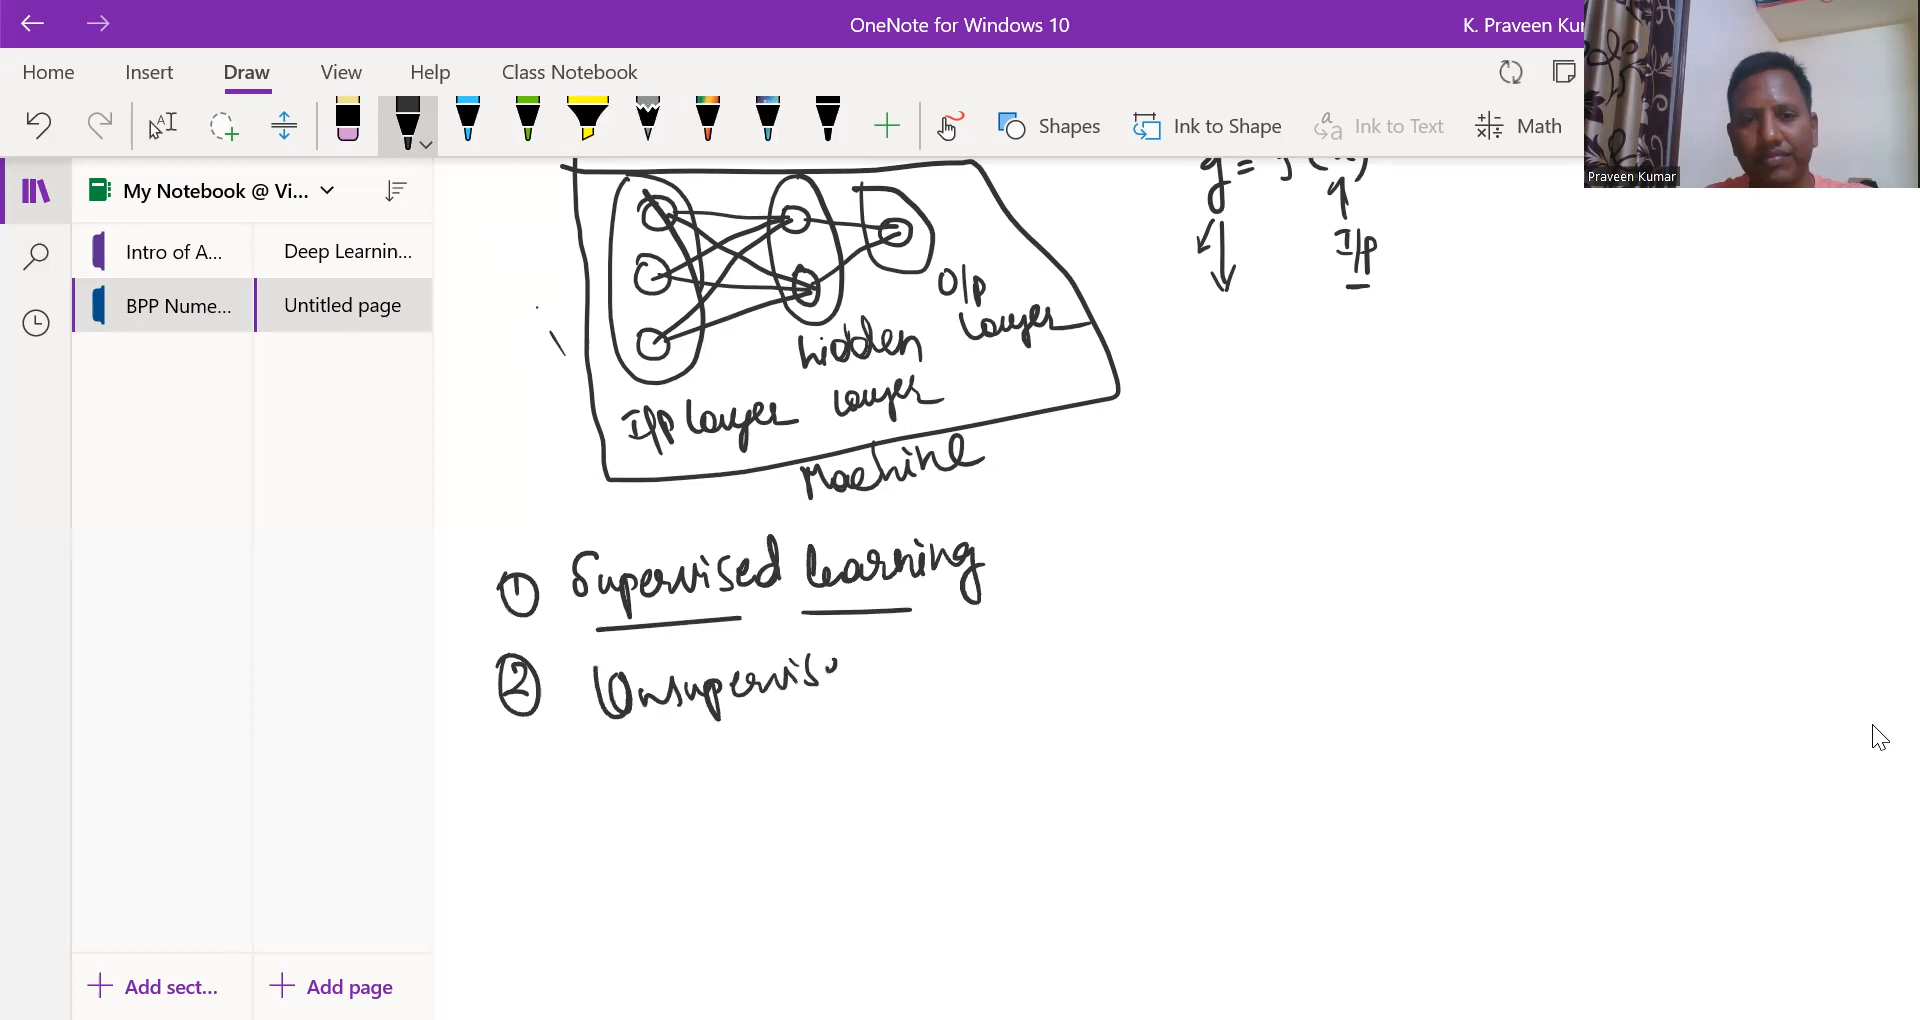 OneNote for Windows 10
K. Praveen Kur
Home Insert Draw View Help Class Notebook
Shapes Ink to Shape Ink to Text Math
Praveen Kumar
My Notebook @ Vi...
Intro of A... Deep Learnin...
BPP Nume... Untitled page
I/P
O/P
layer
hidden
layer
I/P layer
Machine
1 Supervised learning
2 Unsupervis
Add sect... Add page